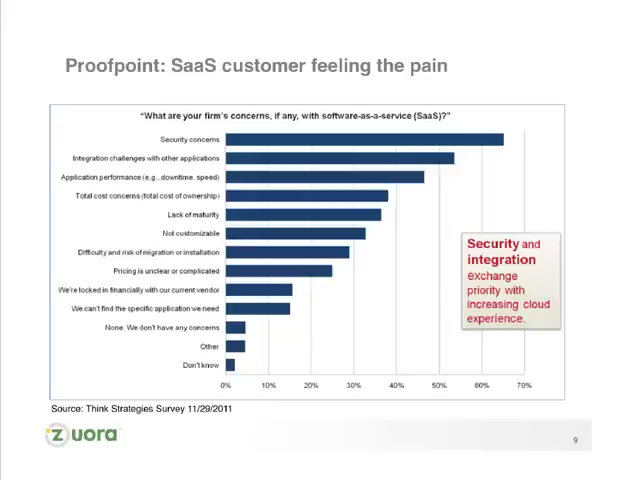 Proofpoint: SaaS customer feeling the pain
“What are your firm’s concerns, if any, with software-as-a-service (SaaS)?”
Security concerns
Integration challenges with other applications
Application performance (e.g., downtime, speed)
Total cost concerns (total cost of ownership)
Lack of maturity
Not customizable
Difficulty and risk of migration or installation
Pricing is unclear or complicated
We're locked in financially with our current vendor
We can't find the specific application we need
None. We don't have any concerns
Other
Don't know
0% 10% 20% 30% 40% 50% 60% 70%
Security and
integration
exchange
priority with
increasing cloud
experience.
Source: Think Strategies Survey 11/29/2011
zuora
9